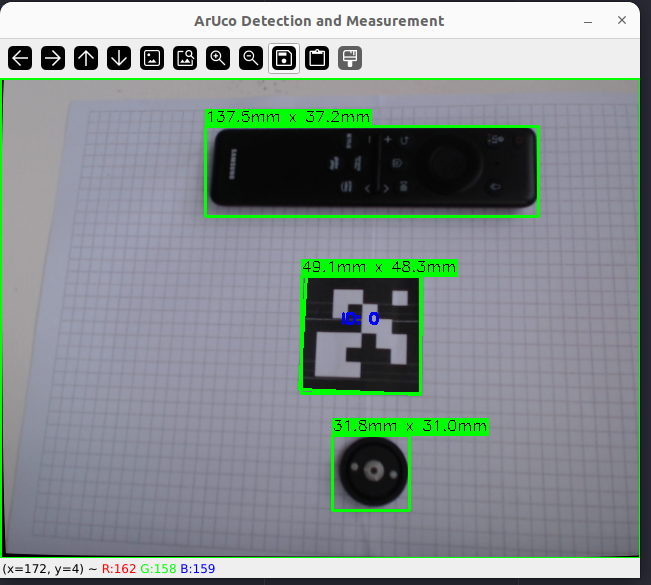 ArUco Detection and Measurement
137.5mm x 37.2mm
SAMSUNG
49.1mm x 48.3mm
ID: 0
31.8mm x 31.0mm
(x=172, y=4) ~ R:162 G:158 B:159